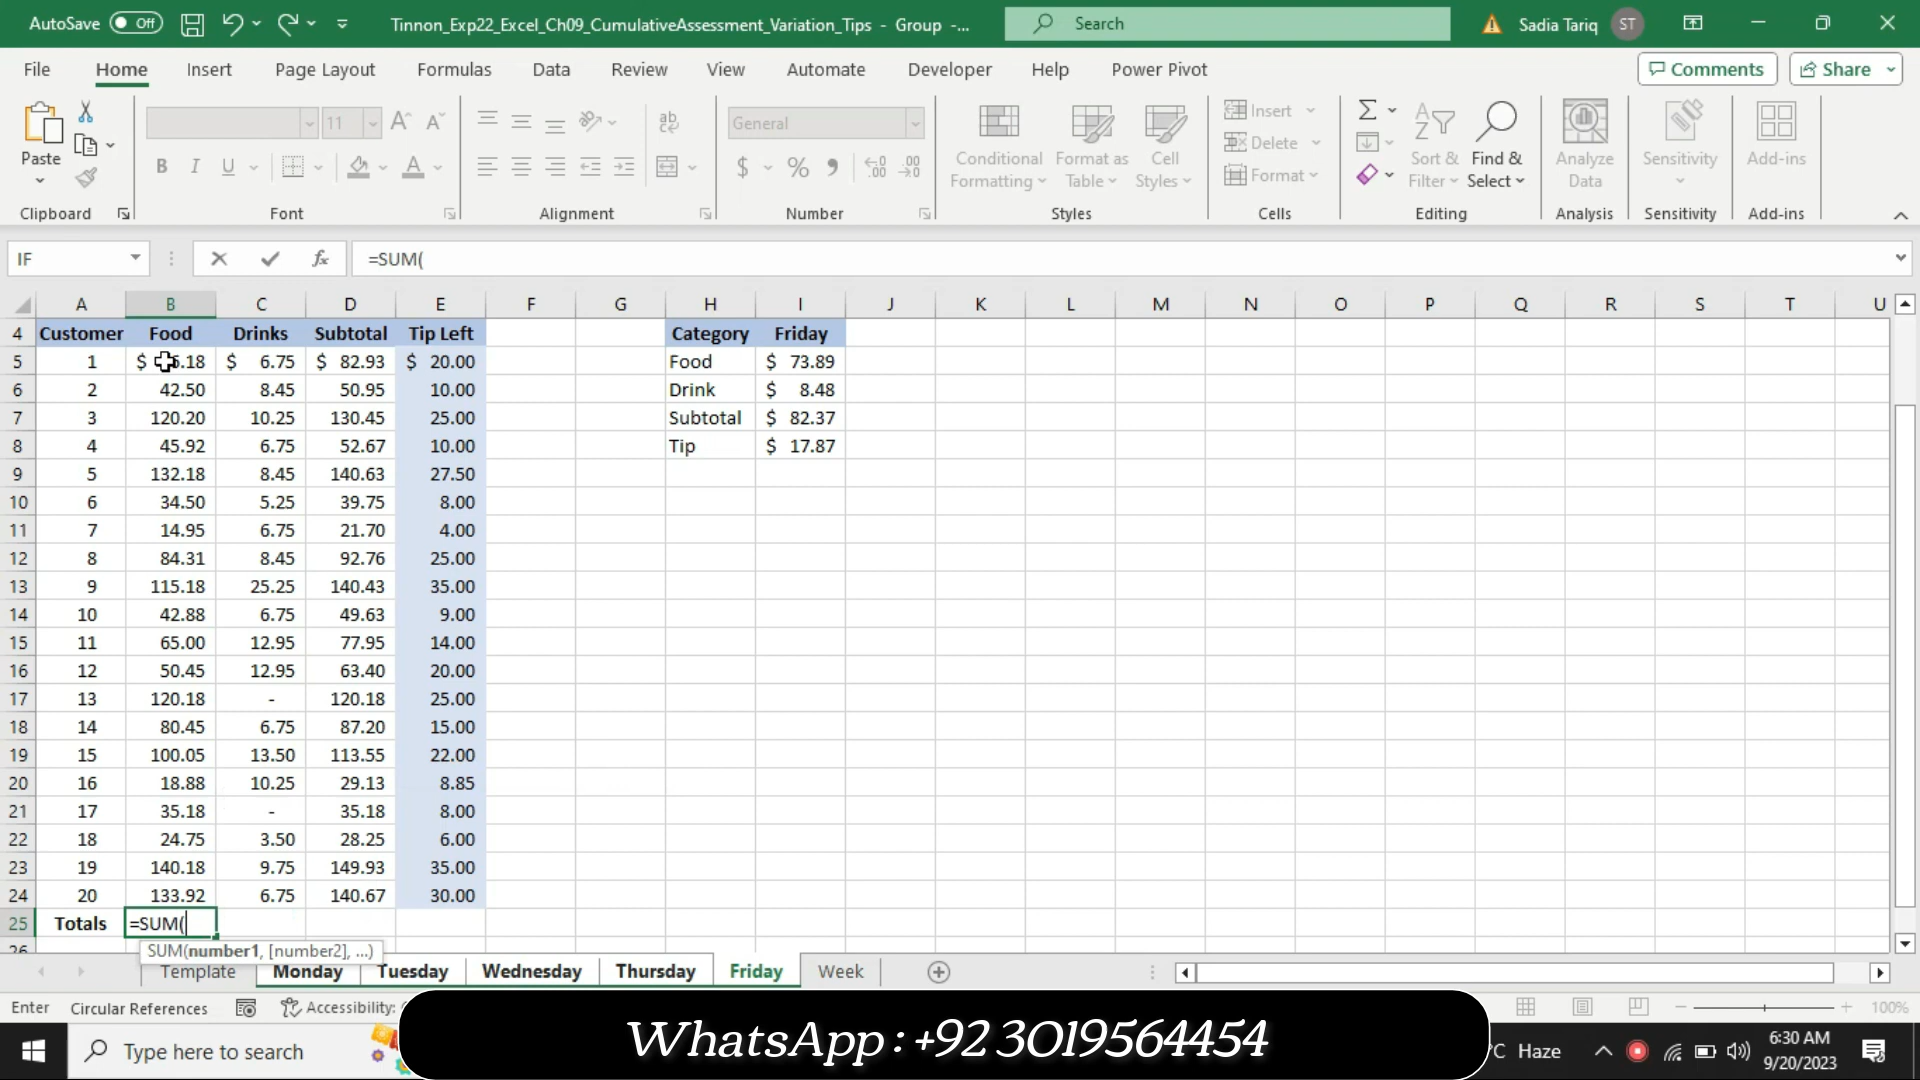 AutoSave Off Tinnon_Exp22_Excel_Ch09_CumulativeAssessment_Variation_Tips - Group -... Search Sadia Tariq ST
File Home Insert Page Layout Formulas Data Review View Automate Developer Help Power Pivot Comments Share
Paste 11 A A ab General Insert Conditional Formatting Format as Table Cell Styles Delete Format Sort & Filter Find & Select Analyze Data Sensitivity Add-ins
B I U A $ % 9
Clipboard Font Alignment Number Styles Cells Editing Analysis Sensitivity Add-ins
IF fx =SUM(
A B C D E F G H I J K L M N O P Q R S T U
4 Customer Food Drinks Subtotal Tip Left Category Friday
5 1 $ .18 $ 6.75 $ 82.93 $ 20.00 Food $ 73.89
6 2 42.50 8.45 50.95 10.00 Drink $ 8.48
7 3 120.20 10.25 130.45 25.00 Subtotal $ 82.37
8 4 45.92 6.75 52.67 10.00 Tip $ 17.87
9 5 132.18 8.45 140.63 27.50
10 6 34.50 5.25 39.75 8.00
11 7 14.95 6.75 21.70 4.00
12 8 84.31 8.45 92.76 25.00
13 9 115.18 25.25 140.43 35.00
14 10 42.88 6.75 49.63 9.00
15 11 65.00 12.95 77.95 14.00
16 12 50.45 12.95 63.40 20.00
17 13 120.18 - 120.18 25.00
18 14 80.45 6.75 87.20 15.00
19 15 100.05 13.50 113.55 22.00
20 16 18.88 10.25 29.13 8.85
21 17 35.18 - 35.18 8.00
22 18 24.75 3.50 28.25 6.00
23 19 140.18 9.75 149.93 35.00
24 20 133.92 6.75 140.67 30.00
25 Totals =SUM(
26 SUM(number1, [number2], ...)
Template Monday Tuesday Wednesday Thursday Friday Week
Enter Circular References Accessibility: 100%
WhatsApp : +92 3019564454
Type here to search C Haze 6:30 AM
9/20/2023